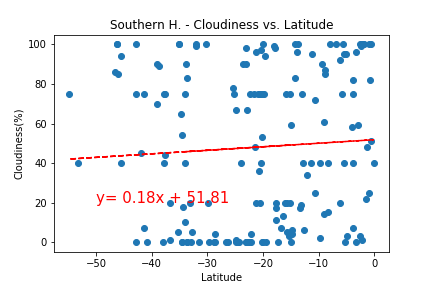 Southern H. - Cloudiness vs. Latitude
100
80
60
40
20
0
Cloudiness(%)
y= 0.18x + 51.81
−50 −40 −30 −20 −10 0
Latitude